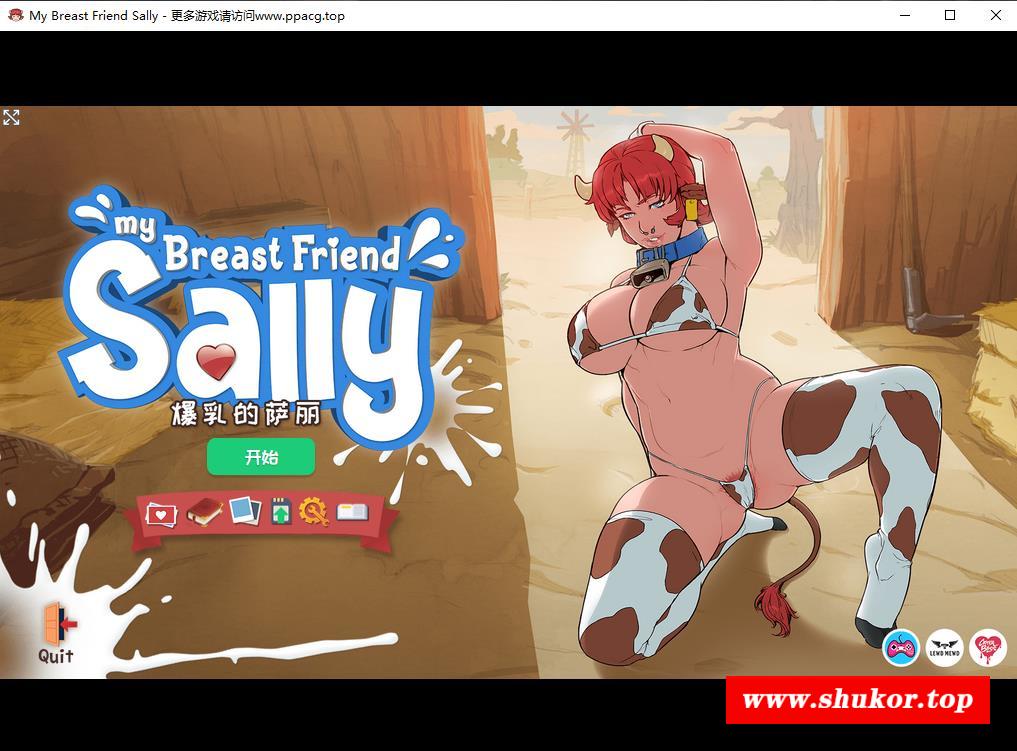 My Breast Friend Sally - 更多游戏请访问www.ppacg.top
my
Breast Friend
Sally
爆乳的萨丽
开始
Quit
LEWD MEWD
www.shukor.top